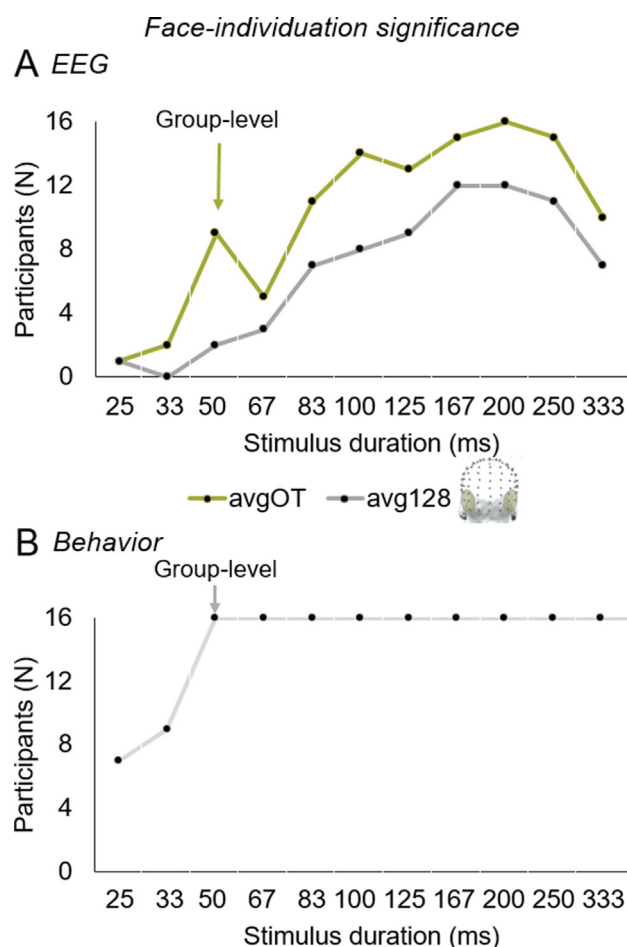 Face-individuation significance
A EEG
Group-level
Participants (N)
16
12
8
4
0
25 33 50 67 83 100 125 167 200 250 333
Stimulus duration (ms)
avgOT avg128
B Behavior
Group-level
Participants (N)
16
12
8
4
0
25 33 50 67 83 100 125 167 200 250 333
Stimulus duration (ms)